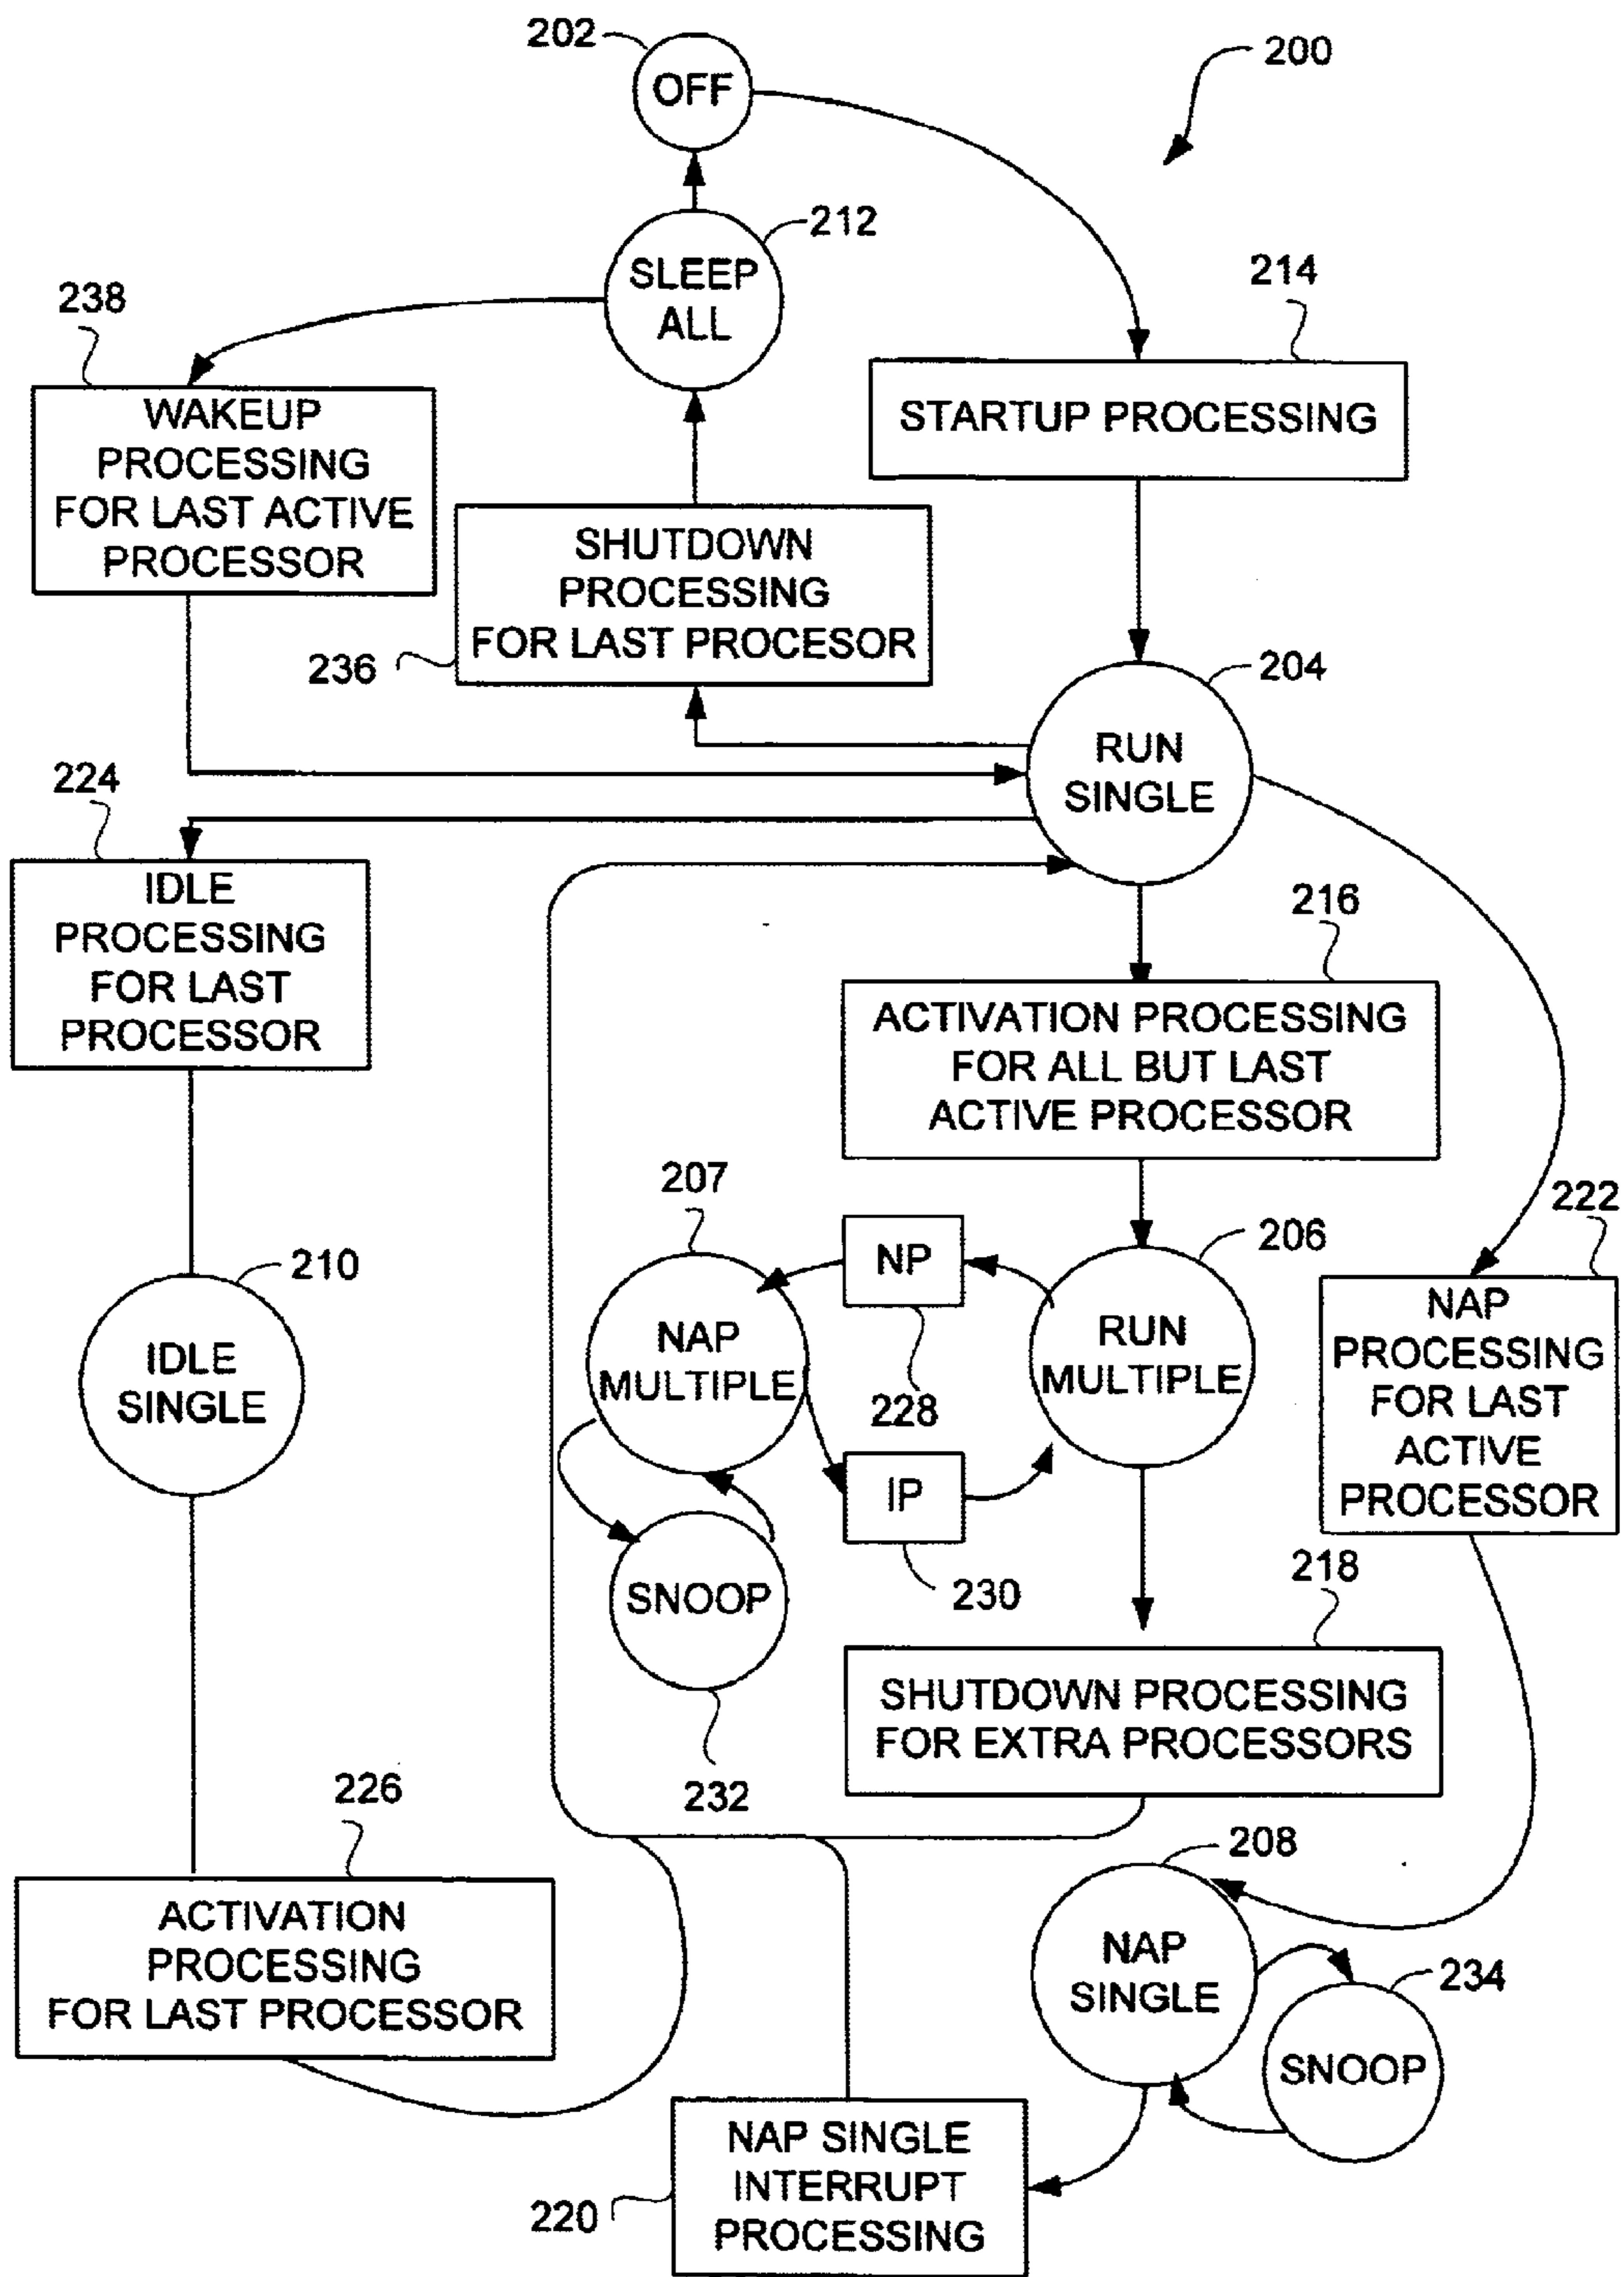 202
OFF
200
212
SLEEP
ALL
214
STARTUP PROCESSING
238
WAKEUP
PROCESSING
FOR LAST ACTIVE
PROCESSOR
SHUTDOWN
PROCESSING
FOR LAST PROCESOR
236
204
RUN
SINGLE
224
IDLE
PROCESSING
FOR LAST
PROCESSOR
216
ACTIVATION PROCESSING
FOR ALL BUT LAST
ACTIVE PROCESSOR
207
NAP
MULTIPLE
NP
228
206
RUN
MULTIPLE
222
NAP
PROCESSING
FOR LAST
ACTIVE
PROCESSOR
210
IDLE
SINGLE
IP
230
SNOOP
232
218
SHUTDOWN PROCESSING
FOR EXTRA PROCESSORS
226
ACTIVATION
PROCESSING
FOR LAST PROCESSOR
208
NAP
SINGLE
234
SNOOP
NAP SINGLE
INTERRUPT
PROCESSING
220